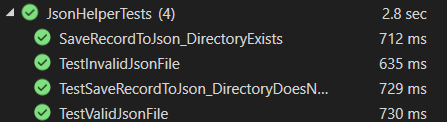 JsonHelperTests (4) 2.8 sec
SaveRecordToJson_DirectoryExists 712 ms
TestInvalidJsonFile 635 ms
TestSaveRecordToJson_DirectoryDoesN... 729 ms
TestValidJsonFile 730 ms